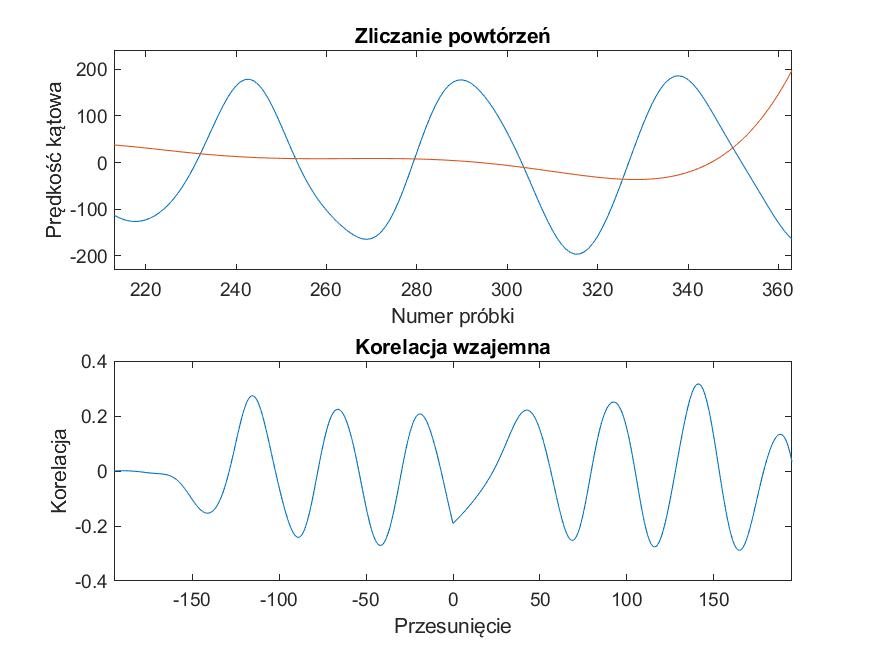 Zliczanie powtórzeń
200
100
0
-100
-200
Prędkość kątowa
220 240 260 280 300 320 340 360
Numer próbki
Korelacja wzajemna
0.4
0.2
0
-0.2
-0.4
Korelacja
-150 -100 -50 0 50 100 150
Przesunięcie